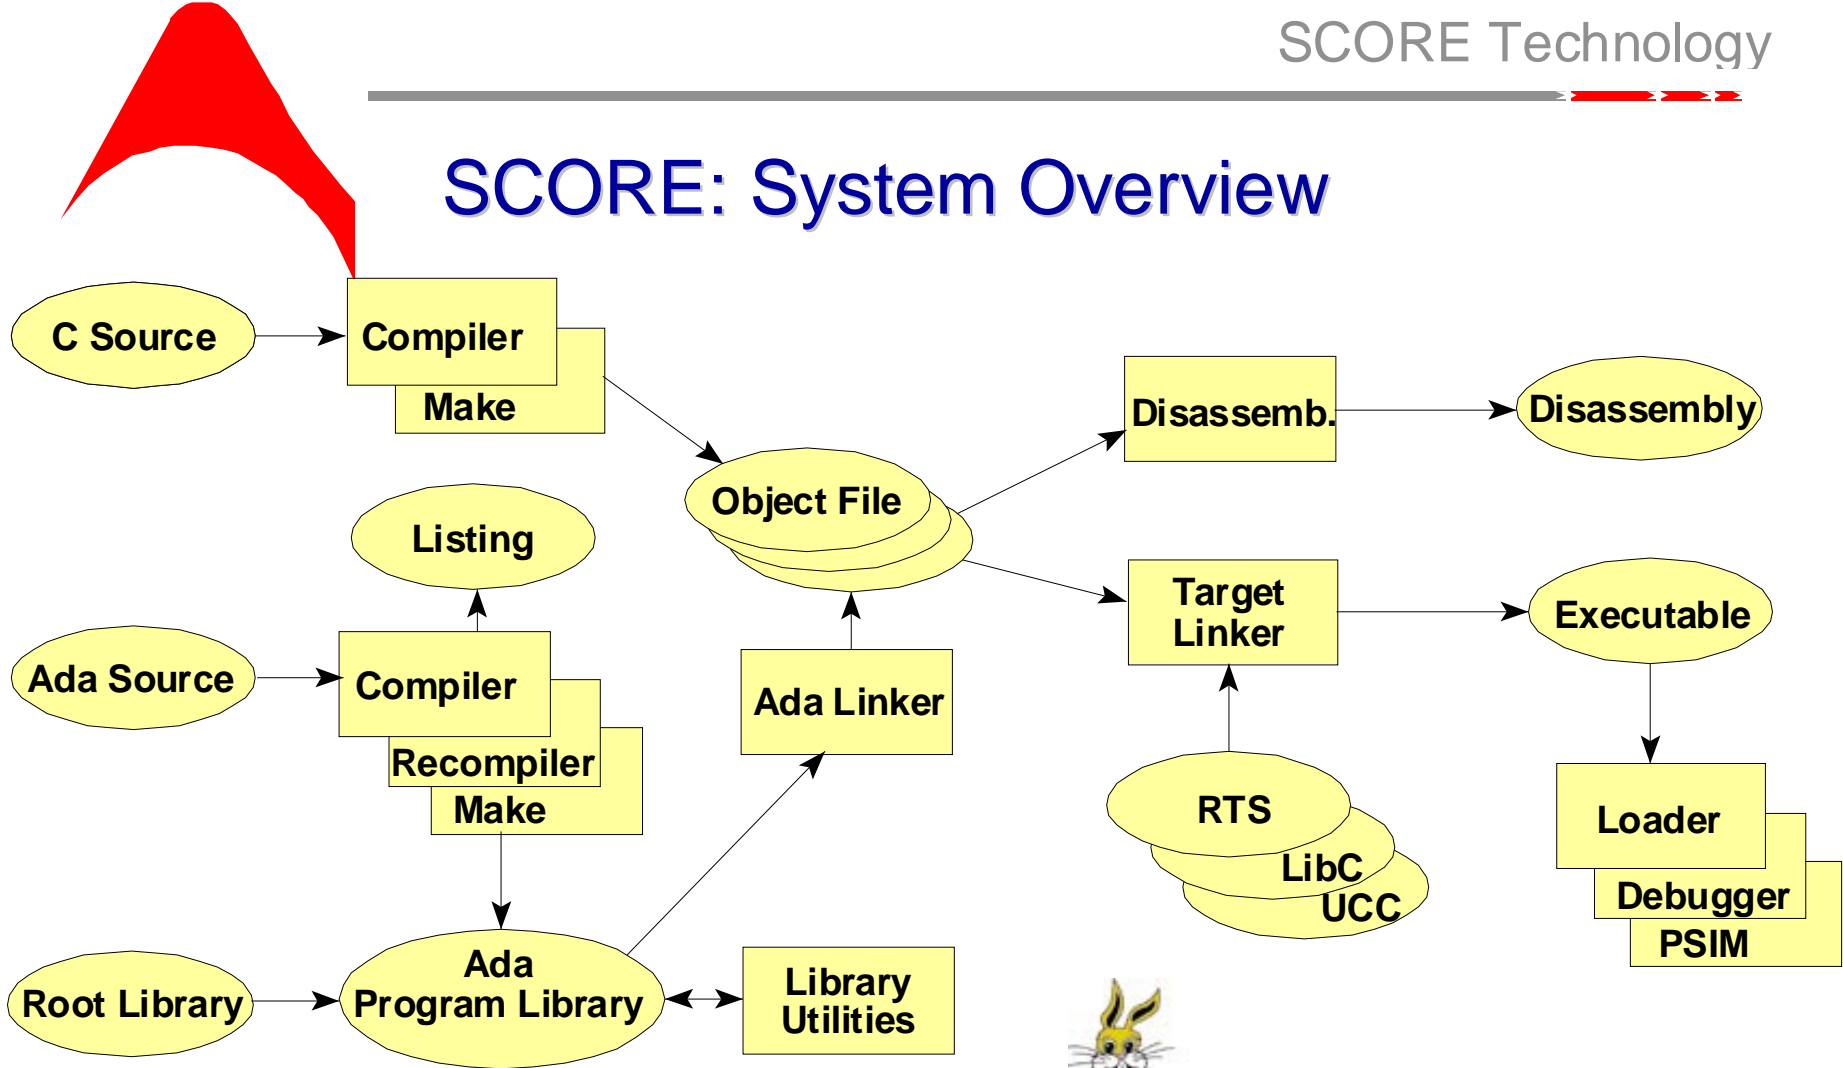 SCORE Technology
SCORE: System Overview
C Source
Compiler
Make
Object File
Disassemb.
Disassembly
Listing
Target
Linker
Executable
Ada Source
Compiler
Recompiler
Make
Ada Linker
RTS
LibC
UCC
Loader
Debugger
PSIM
Root Library
Ada
Program Library
Library
Utilities